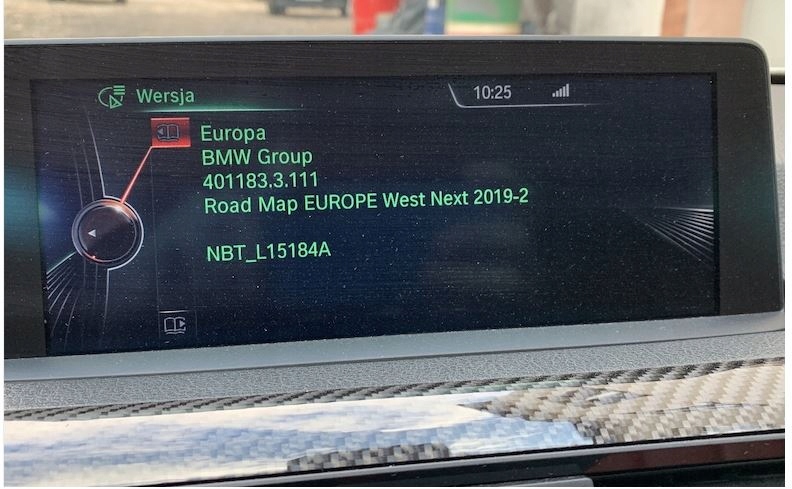 Wersja
10:25
Europa
BMW Group
401183.3.111
Road Map EUROPE West Next 2019-2
NBT_L15184A